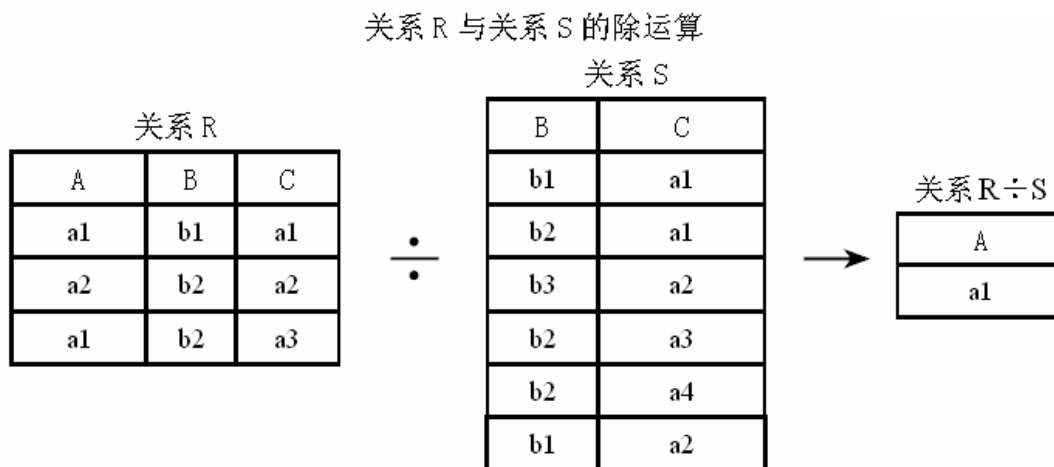 关系 R 与关系 S 的除运算
关系 R
A B C
a1 b1 a1
a2 b2 a2
a1 b2 a3
÷
关系 S
B C
b1 a1
b2 a1
b3 a2
b2 a3
b2 a4
b1 a2
→
关系 R÷S
A
a1